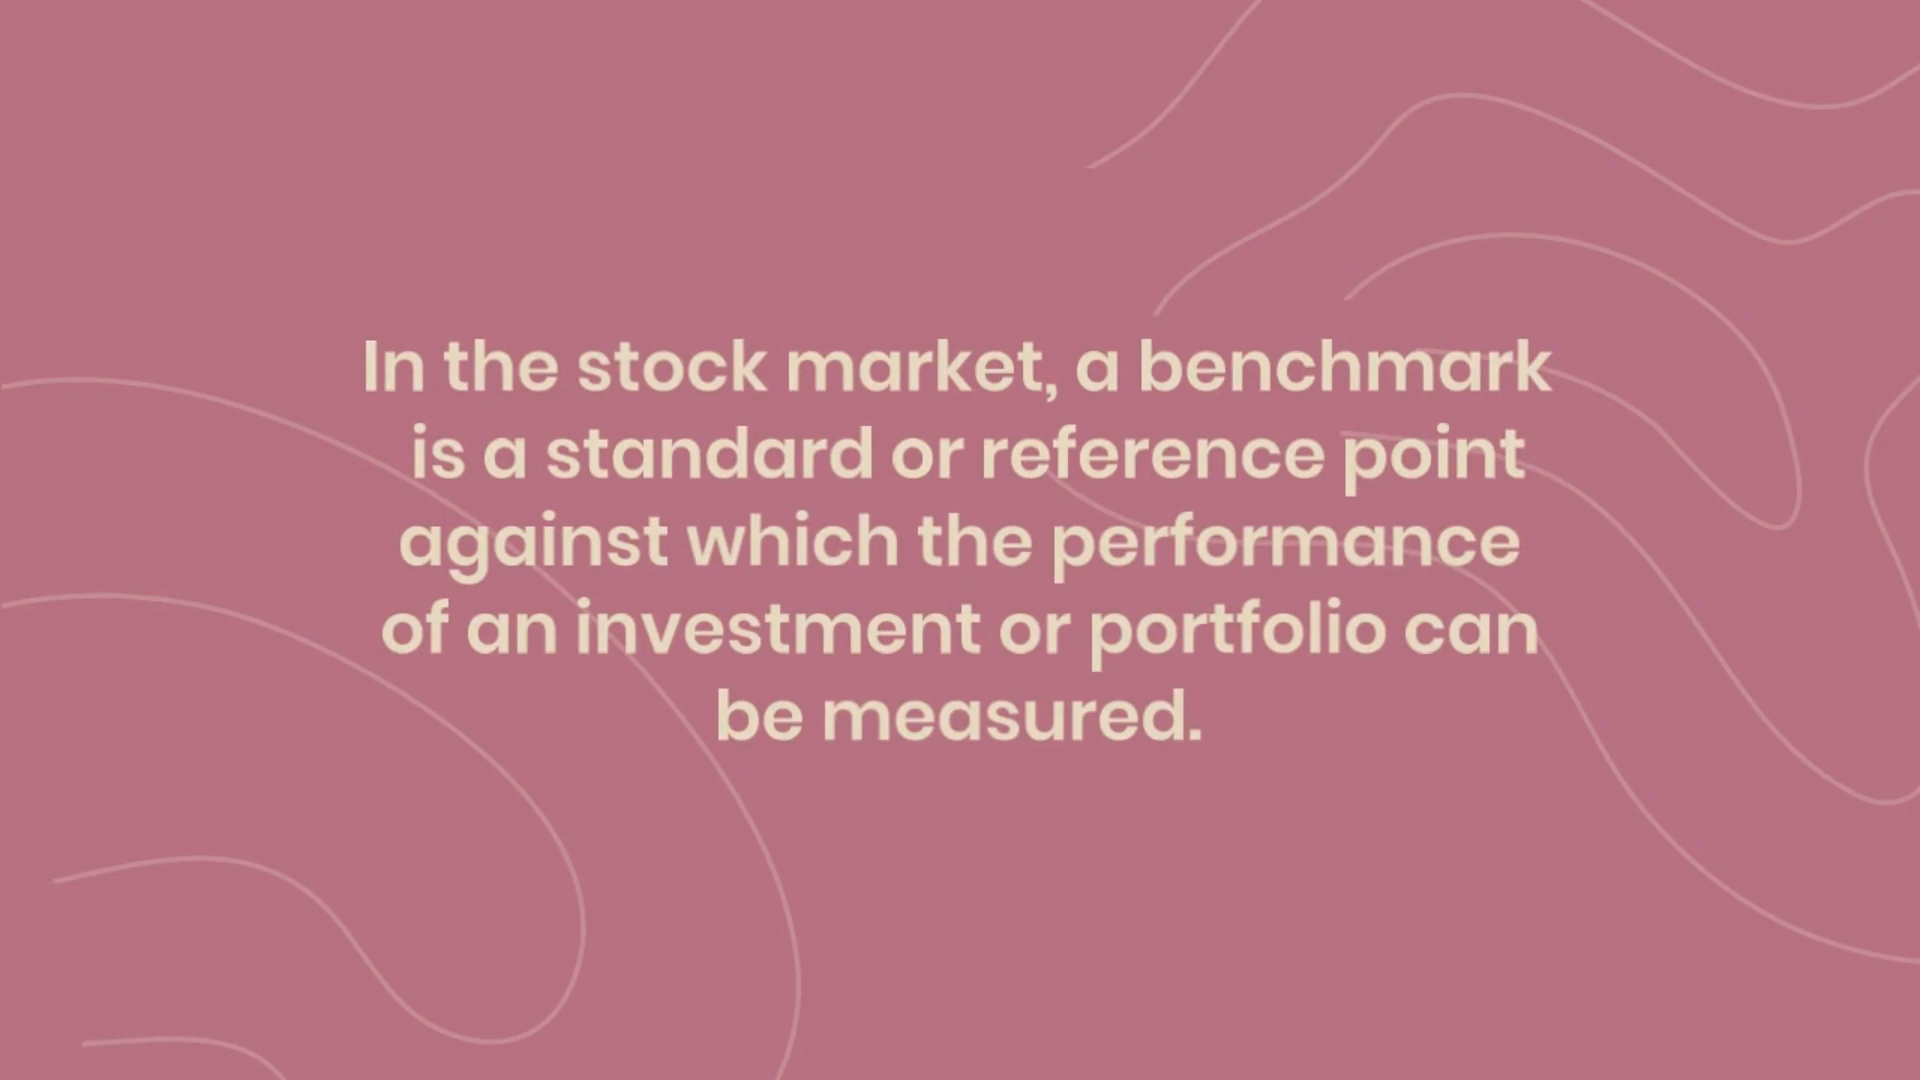 In the stock market, a benchmark
is a standard or reference point
against which the performance
of an investment or portfolio can
be measured.